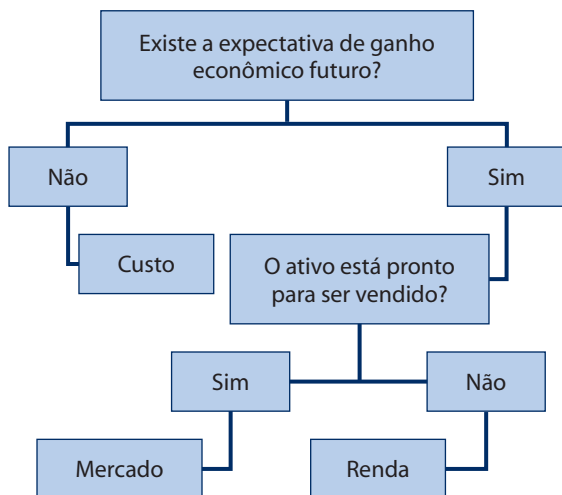 Existe a expectativa de ganho
econômico futuro?
Não
Sim
Custo
O ativo está pronto
para ser vendido?
Sim
Não
Mercado
Renda